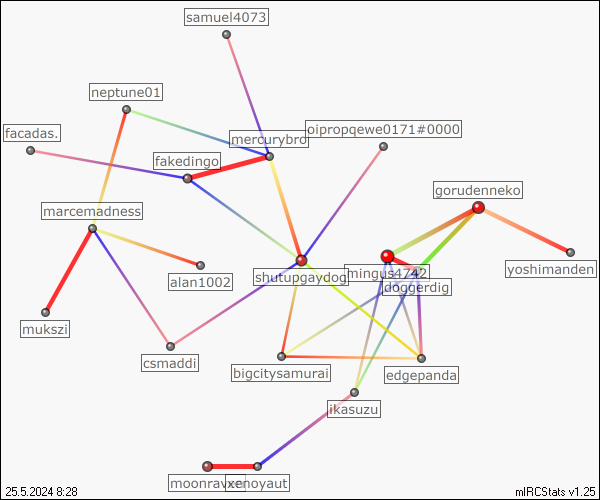 samuel4073
neptune01
facadas.
mercurybro
oipropqewe0171#0000
fakedingo
gorudenneko
marcemadness
shutupgaydog
mingus4742
yoshimanden
alan1002
doggerdig
mukszi
csmaddi
bigcitysamurai
edgepanda
ikasuzu
xenoyaut
25.5.2024 8:28
mIRCStats v1.25